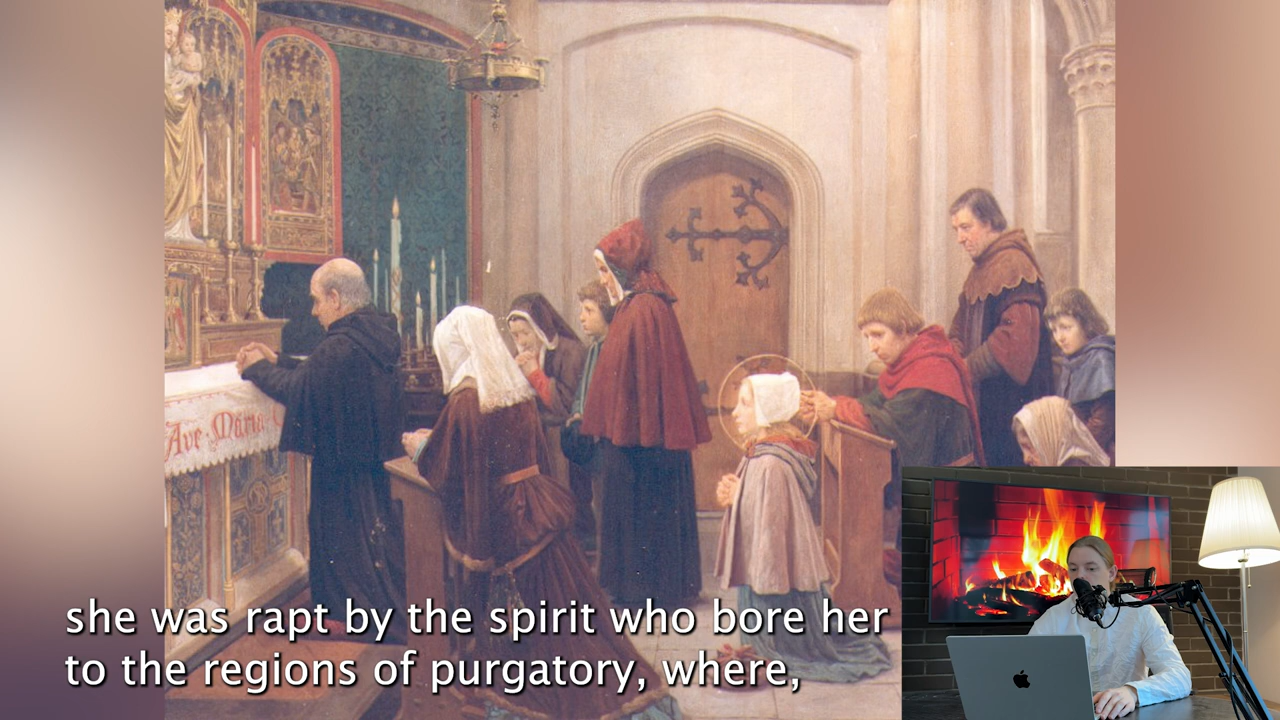 Ave Maria
she was rapt by the spirit who bore her
to the regions of purgatory, where,